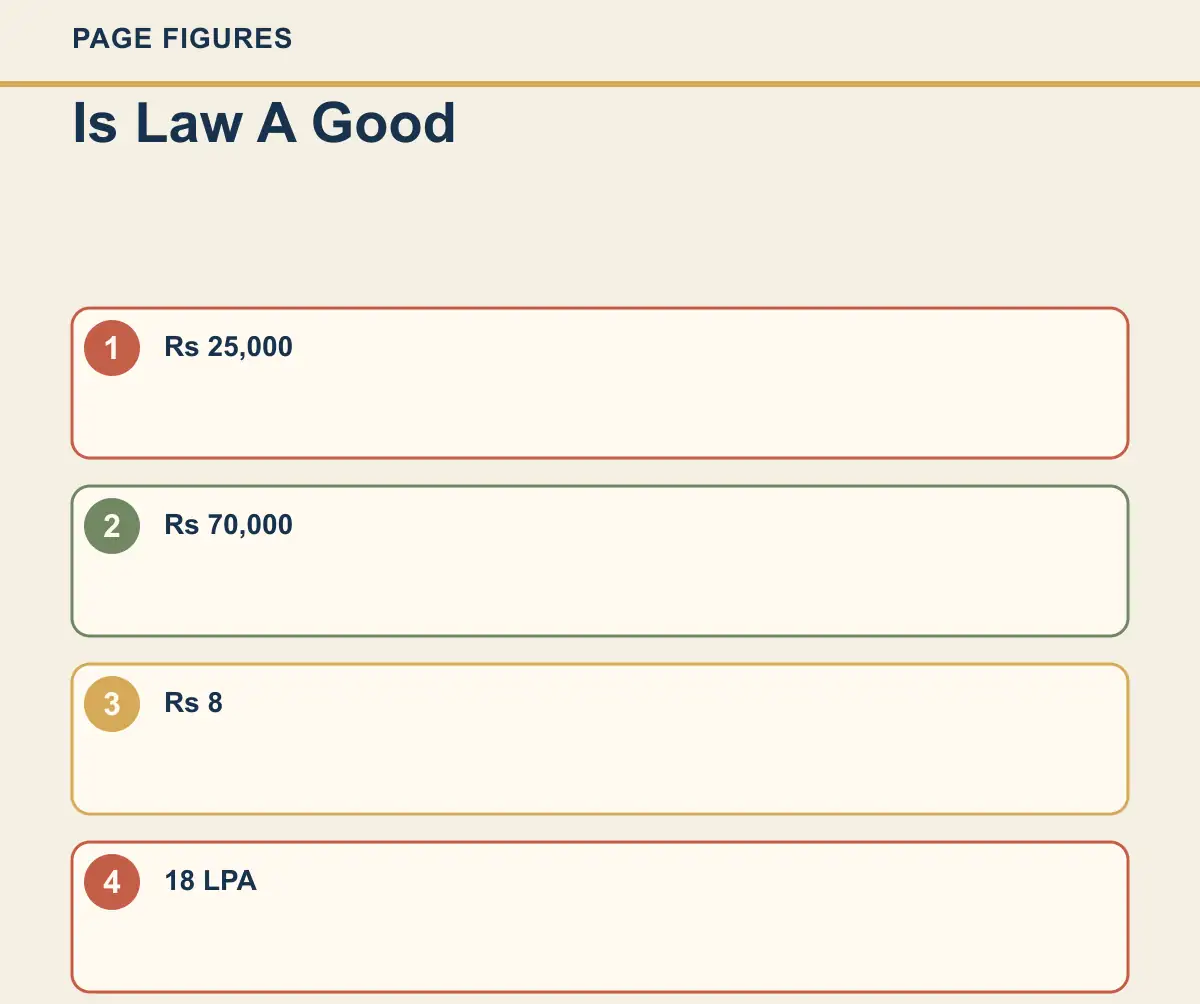 PAGE FIGURES
Is Law A Good
1
Rs 25,000
2
Rs 70,000
3
Rs 8
4
18 LPA